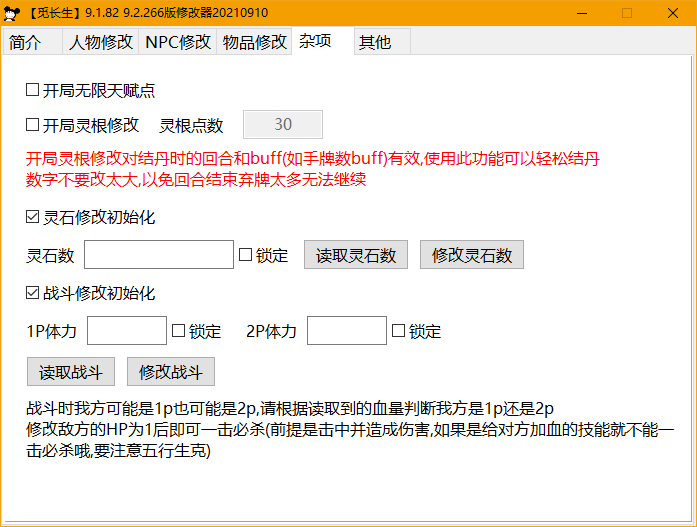 【觅长生】9.1.82 9.2.266版修改器20210910
简介 人物修改 NPC修改 物品修改 杂项 其他
开局无限天赋点
开局灵根修改 灵根点数 30
开局灵根修改对结丹时的回合和buff(如手牌数buff)有效,使用此功能可以轻松结丹
数字不要改太大,以免回合结束弃牌太多无法继续
灵石修改初始化
灵石数 锁定 读取灵石数 修改灵石数
战斗修改初始化
1P体力 锁定 2P体力 锁定
读取战斗 修改战斗
战斗时我方可能是1p也可能是2p,请根据读取到的血量判断我方是1p还是2p
修改敌方的HP为1后即可一击必杀(前提是击中并造成伤害,如果是给对方加血的技能就不能一
击必杀哦,要注意五行生克)